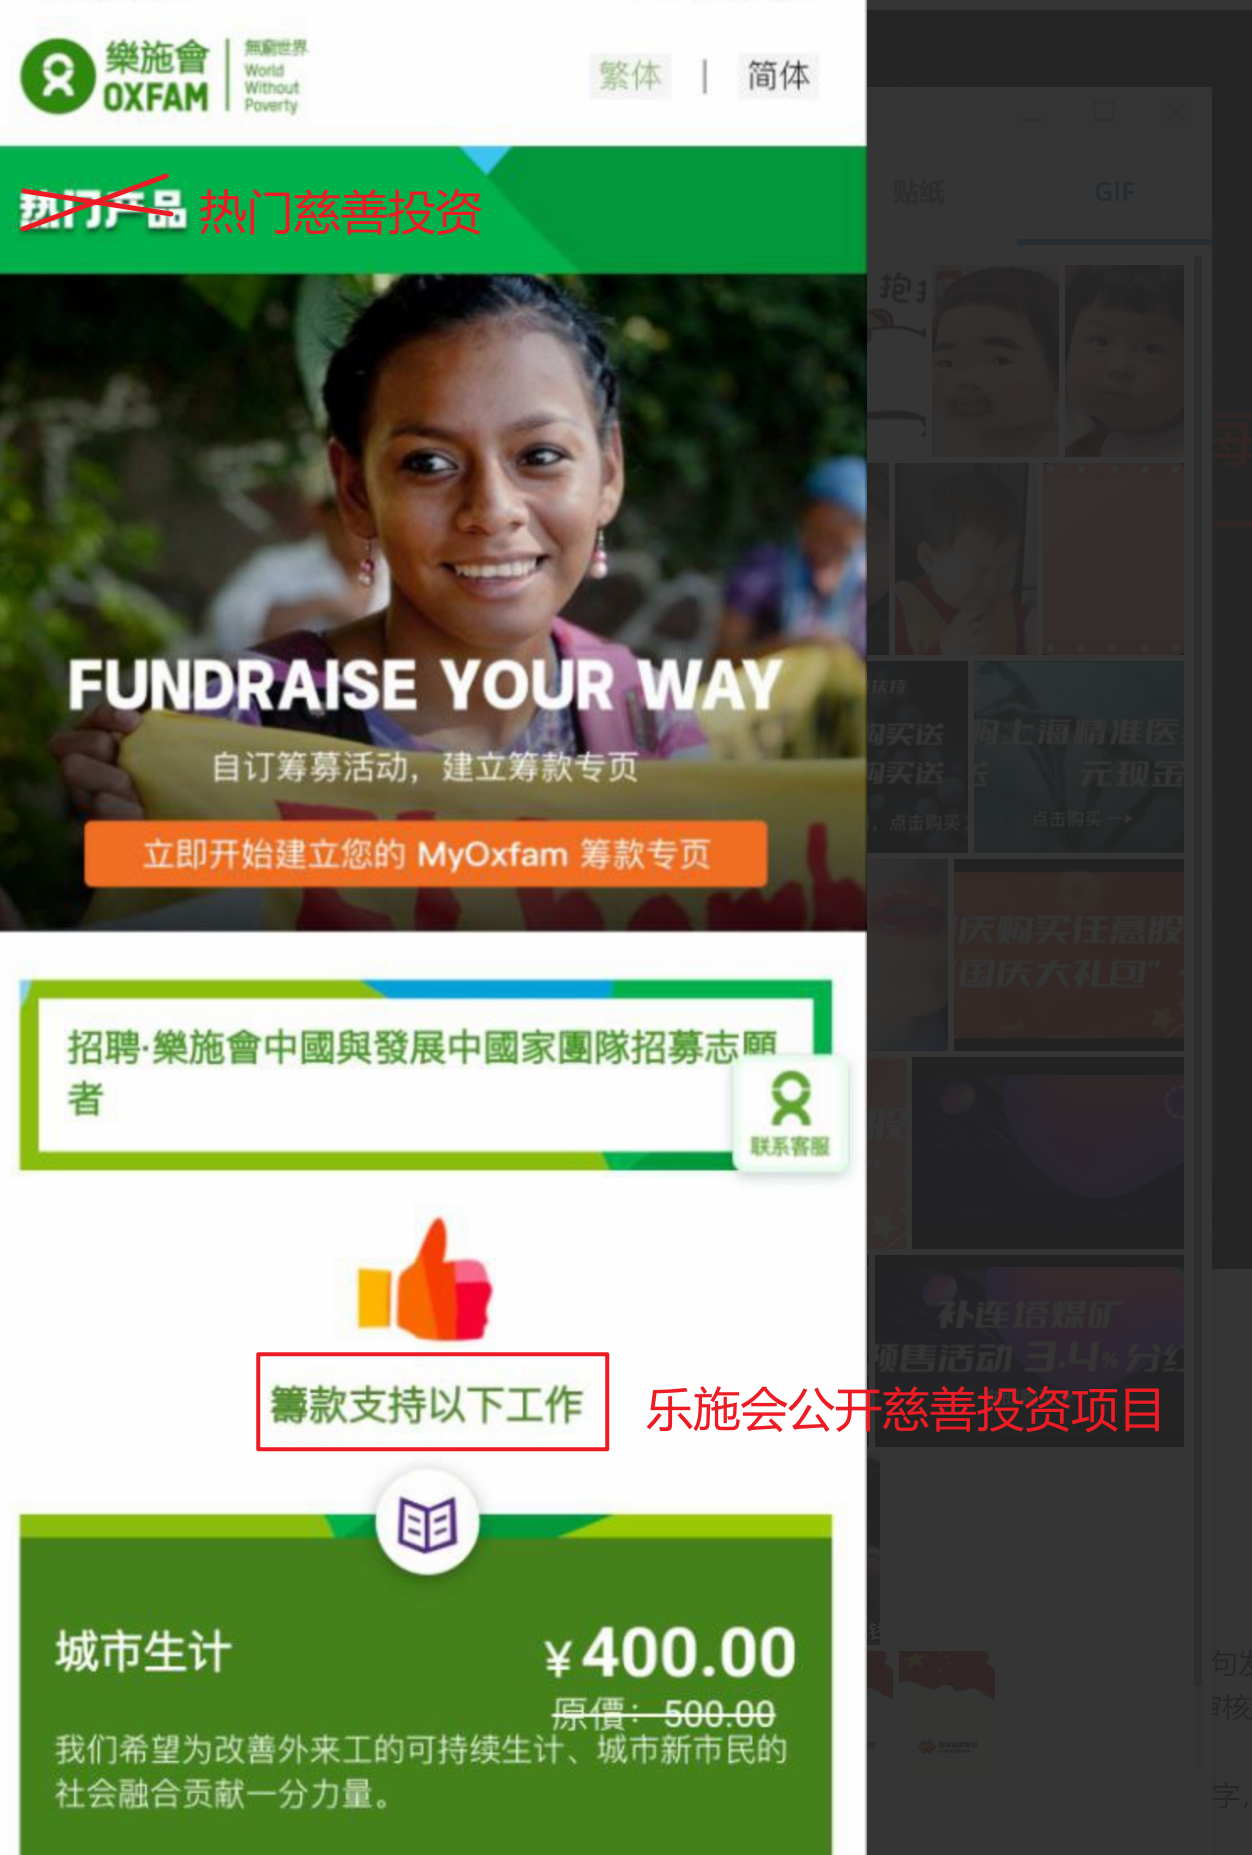 樂施會
OXFAM
無窮世界
World
Without
Poverty
繁体 | 简体
热门产品 热门慈善投资
FUNDRAISE YOUR WAY
自订筹募活动，建立筹款专页
立即开始建立您的 MyOxfam 筹款专页
招聘·樂施會中國與發展中國家團隊招募志願
者
联系客服
籌款支持以下工作
乐施会公开慈善投资项目
城市生计
¥400.00
原價：500.00
我们希望为改善外来工的可持续生计、城市新市民的
社会融合贡献一分力量。
贴纸
GIF
购买送
购买送
点击购买
购上海精准医
元现金
点击购买
庆购买任意股
国庆大礼包”
股
补连塔煤矿
预售活动 3.4% 分红